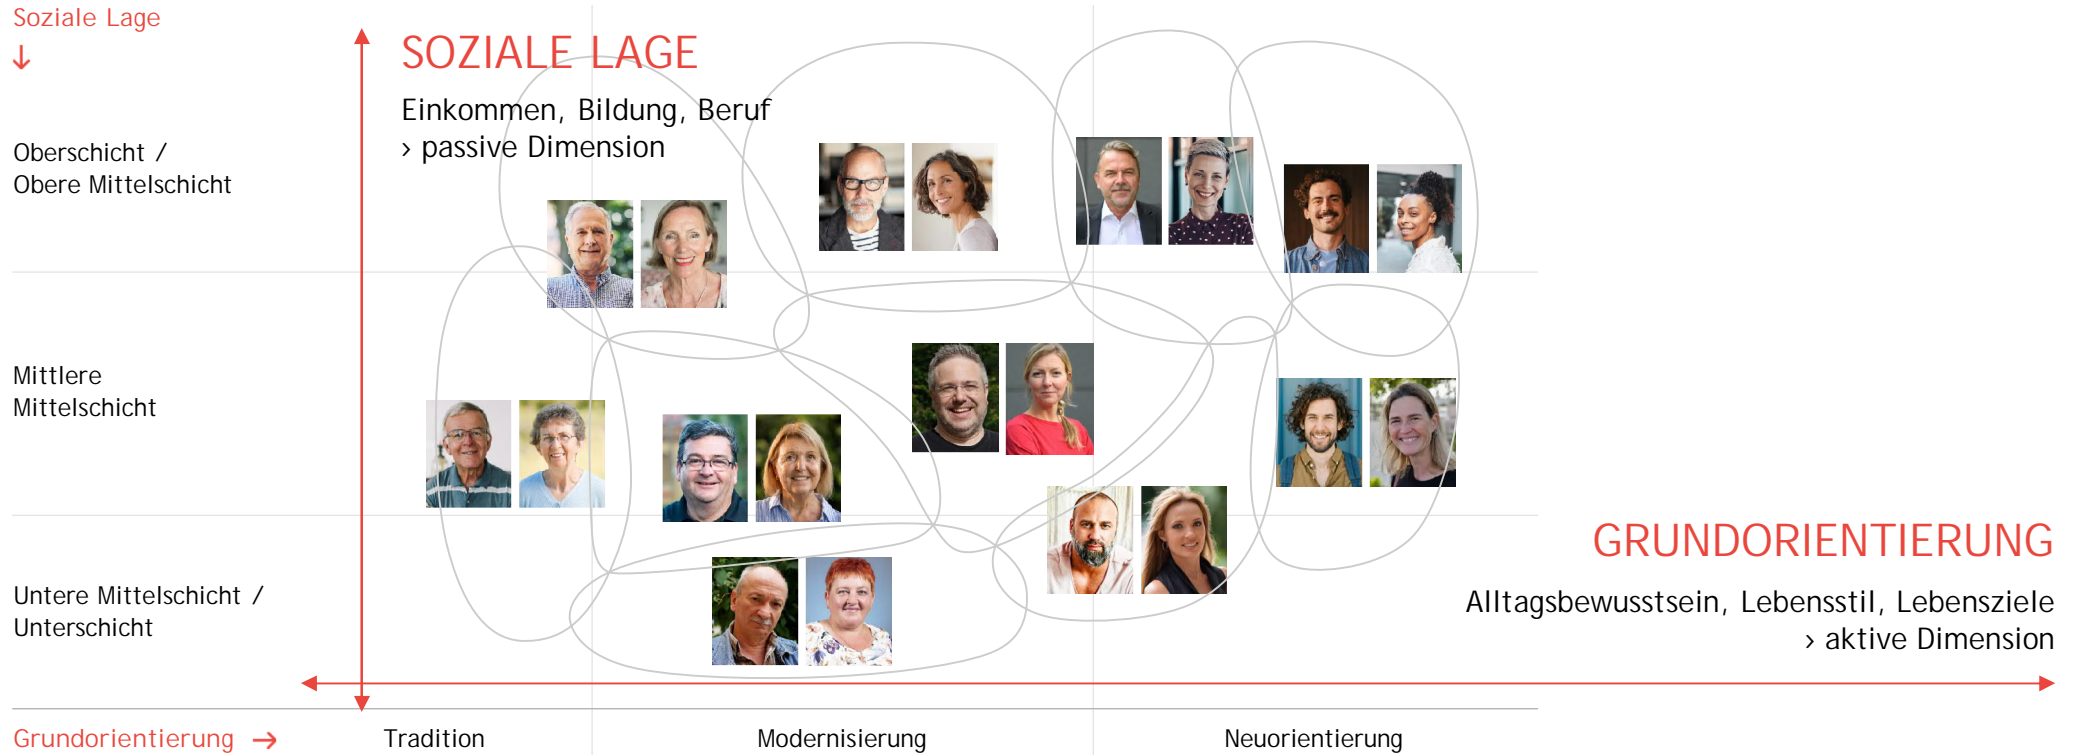 Soziale Lage
↓
SOZIALE LAGE
Einkommen, Bildung, Beruf
› passive Dimension
Oberschicht /
Obere Mittelschicht
Mittlere
Mittelschicht
Untere Mittelschicht /
Unterschicht
GRUNDORIENTIERUNG
Alltagsbewusstsein, Lebensstil, Lebensziele
› aktive Dimension
Grundorientierung →
Tradition
Modernisierung
Neuorientierung